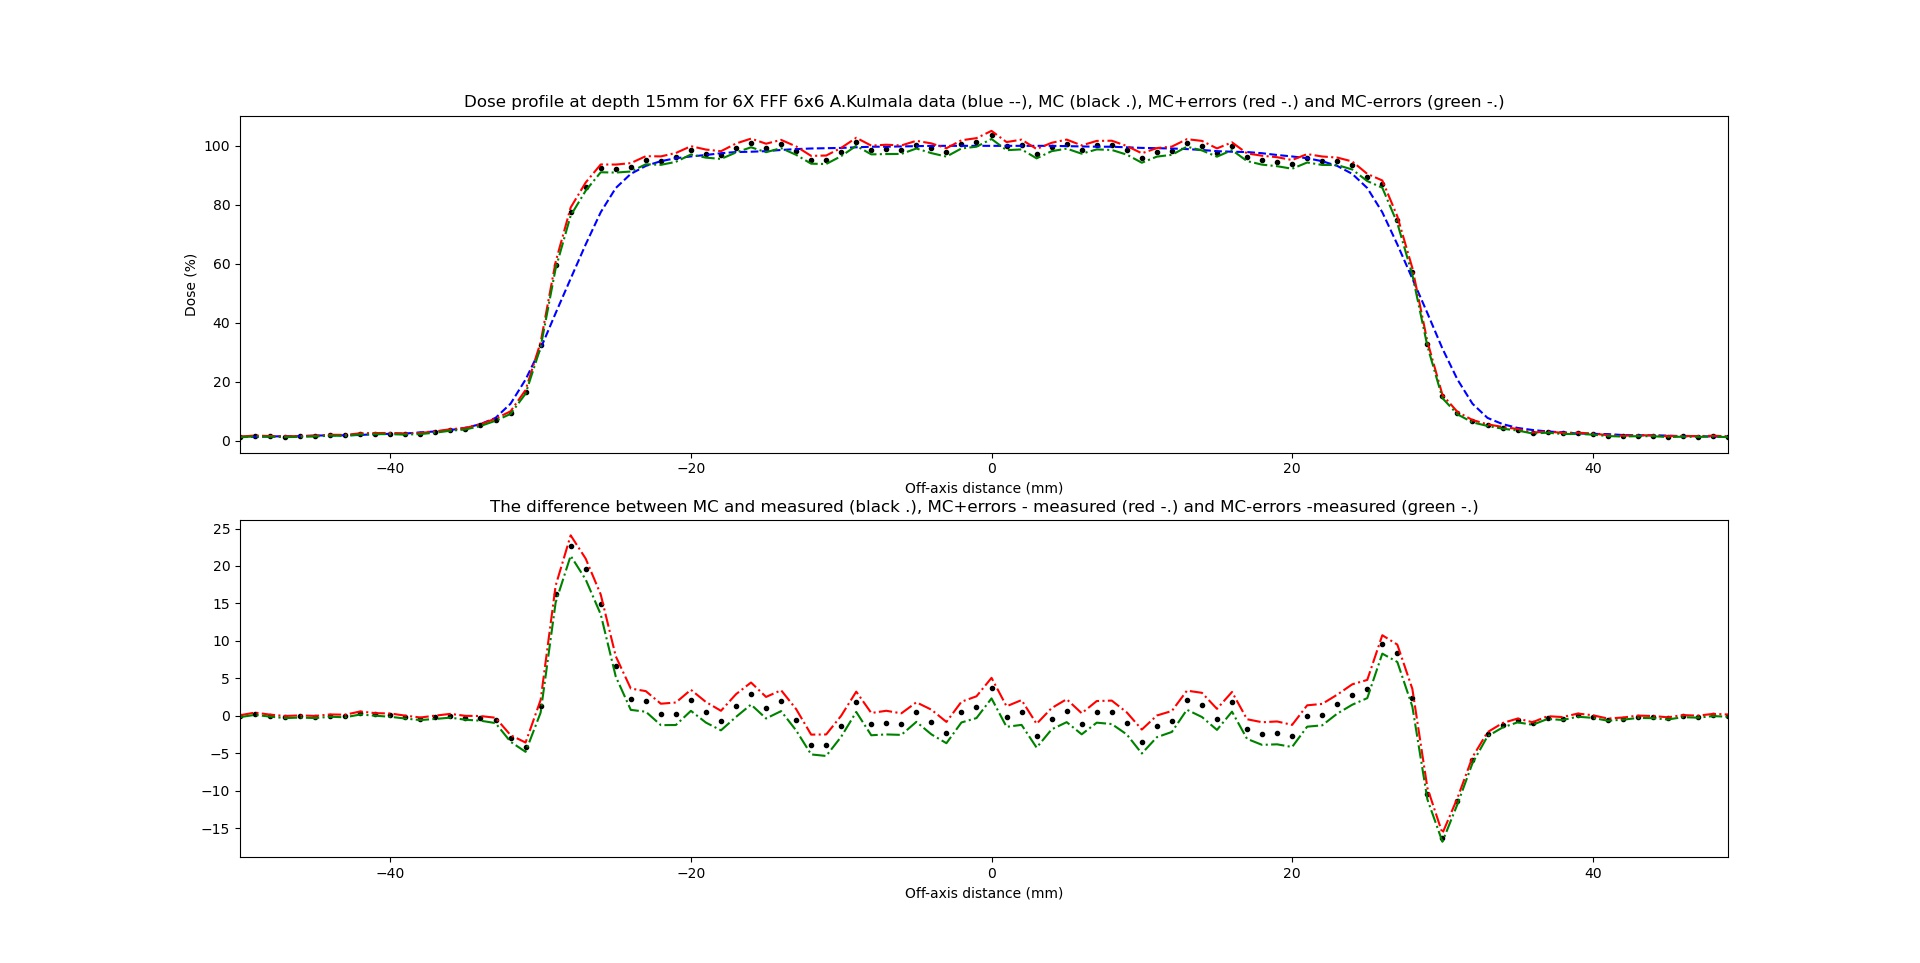 Dose profile at depth 15mm for 6X FFF 6x6 A.Kulmala data (blue --), MC (black .), MC+errors (red -.) and MC-errors (green -.)
100
80
60
40
20
0
Dose (%)
−40 −20 0 20 40
Off-axis distance (mm)
The difference between MC and measured (black .), MC+errors - measured (red -.) and MC-errors -measured (green -.)
25
20
15
10
5
0
−5
−10
−15
−40 −20 0 20 40
Off-axis distance (mm)